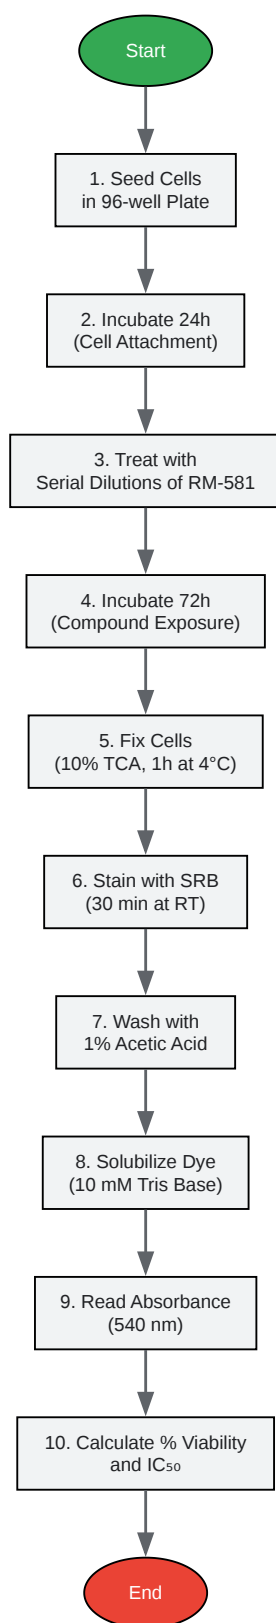 Start
1. Seed Cells
in 96-well Plate
2. Incubate 24h
(Cell Attachment)
3. Treat with
Serial Dilutions of RM-581
4. Incubate 72h
(Compound Exposure)
5. Fix Cells
(10% TCA, 1h at 4°C)
6. Stain with SRB
(30 min at RT)
7. Wash with
1% Acetic Acid
8. Solubilize Dye
(10 mM Tris Base)
9. Read Absorbance
(540 nm)
10. Calculate % Viability
and IC₅₀
End